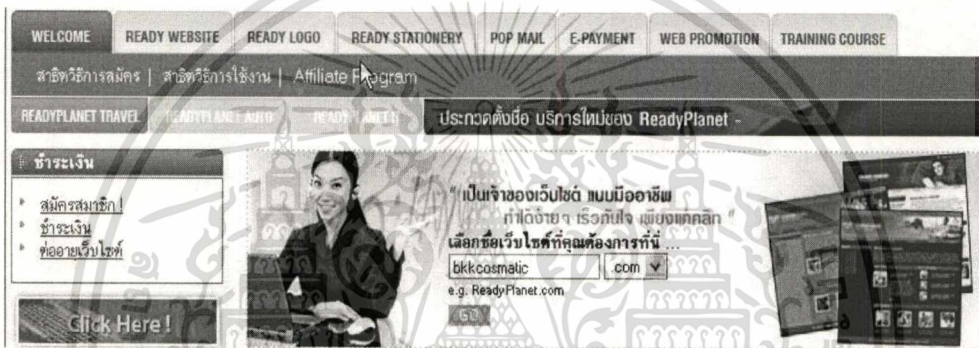 WELCOME READY WEBSITE READY LOGO READY STATIONERY POP MAIL E-PAYMENT WEB PROMOTION TRAINING COURSE
สาธิตวิธีการสมัคร | สาธิตวิธีการใช้งาน | Affiliate Program
READYPLANET TRAVEL READYPLANET AUTO ประกวดตั้งชื่อ บริการใหม่ของ ReadyPlanet -
ชำระเงิน
สมัครสมาชิก !
ชำระเงิน
ต่ออายุเว็บไซต์
Click Here !
" เป็นเจ้าของเว็บไซต์ แบบมืออาชีพ
ทำได้ง่ายๆ เร็วทันใจ เพียงแค่คลิก "
เลือกชื่อเว็บไซต์ที่คุณต้องการที่นี่ ...
bkkcosmatic .com
e.g. ReadyPlanet.com
GO